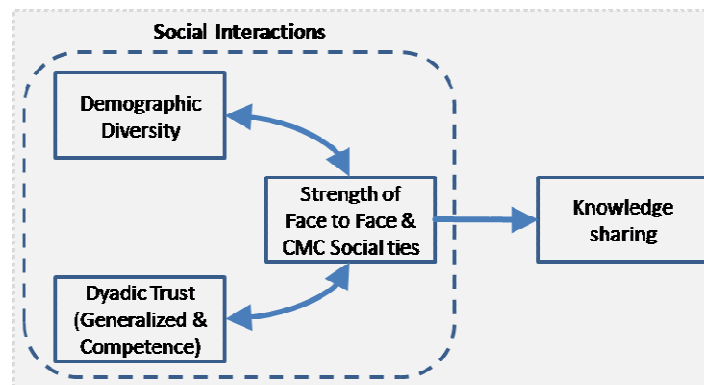 Social Interactions
Demographic
Diversity
Strength of
Face to Face &
CMC Social ties
Knowledge
sharing
Dyadic Trust
(Generalized &
Competence)